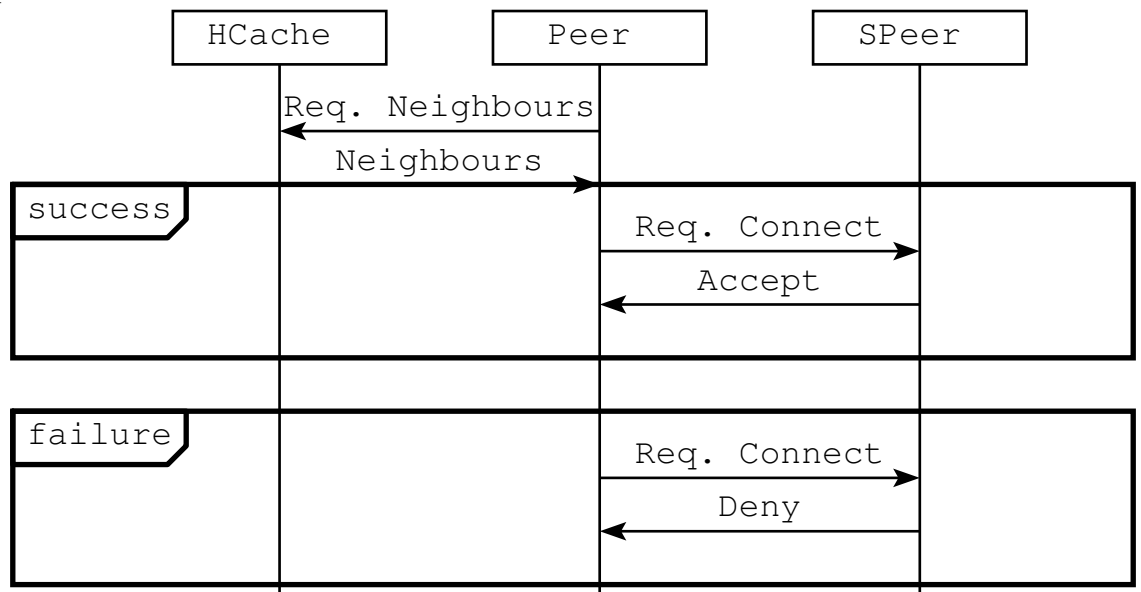 HCache Peer SPeer
Req. Neighbours
Neighbours
success
Req. Connect
Accept
failure
Req. Connect
Deny